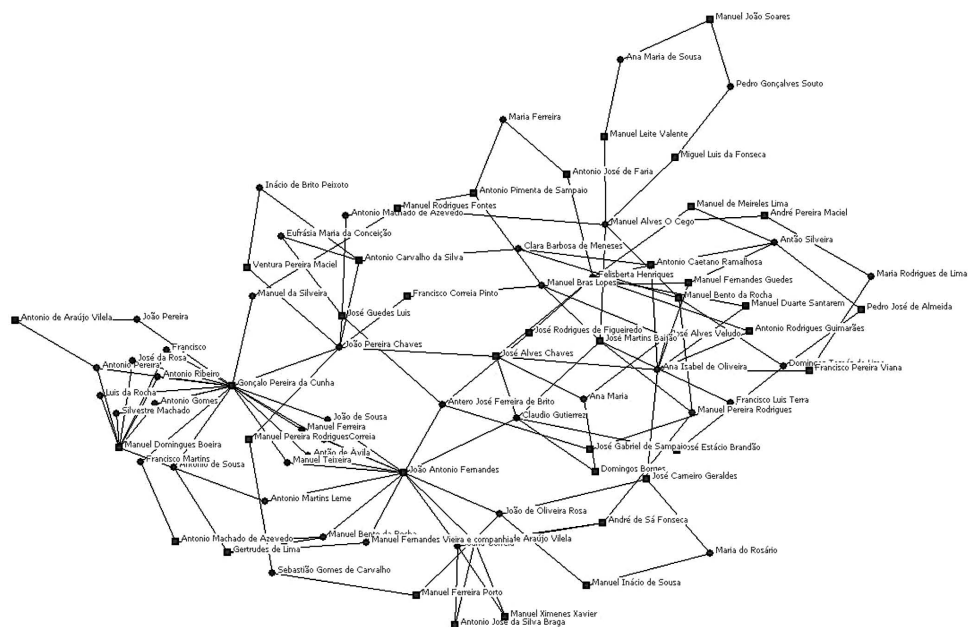 Manuel João Soares
Ana Maria de Sousa
Pedro Gonçalves Souto
Maria Ferreira
Manuel Leite Valente
Miguel Luis da Fonseca
Antonio José de Faria
Inácio de Brito Peixoto
Antonio Pimenta de Sampaio
Manuel Rodrigues Fontes
Manuel de Meireles Lima
Antonio Machado de Azevedo
André Pereira Maciel
Manuel Alves O Cego
Eufrásia Maria da Conceição
Antão Silveira
Clara Barbosa de Meneses
Antonio Carvalho da Silva
Antonio Caetano Ramalhosa
Ventura Pereira Maciel
Felisberta Henriques
Maria Rodrigues de Lima
Manuel Fernandes Guedes
Manuel Bras Lopes
Manuel da Silveira
Francisco Correia Pinto
Manuel Bento da Rocha
Manuel Duarte Santarem
Pedro José de Almeida
José Guedes Luis
Antonio de Araújo Vilela
João Pereira
José Rodrigues de Figueiredo
José Alves Veludo
Antonio Rodrigues Guimarães
José Martins Baião
João Pereira Chaves
Francisco
José Alves Chaves
José da Rosa
Antonio Pereira
Ana Isabel de Oliveira
Francisco Pereira Viana
Antonio Ribeiro
Gonçalo Pereira da Cunha
Luis da Rocha
Ana Maria
Antonio Gomes
Antero José Ferreira de Brito
Francisco Luis Terra
Silvestre Machado
Claudio Gutierrez
Manuel Pereira Rodrigues
João de Sousa
Manuel Ferreira
Manuel Pereira Rodrigues
Correia
Manuel Domingues Boeira
José Gabriel de Sampaio
José Estácio Brandão
Antão de Ávila
Francisco Martins
Manuel Teixeira
Antonio de Sousa
João Antonio Fernandes
Domingos Borges
José Carneiro Geraldes
Antonio Martins Leme
João de Oliveira Rosa
André de Sá Fonseca
Manuel Bento da Rocha
Antonio Machado de Azevedo
Manuel Fernandes Vieira e companhia
de Araújo Vilela
Gertrudes de Lima
Maria do Rosário
Sebastião Gomes de Carvalho
Manuel Inácio de Sousa
Manuel Ferreira Porto
Manuel Ximenes Xavier
Antonio José da Silva Braga